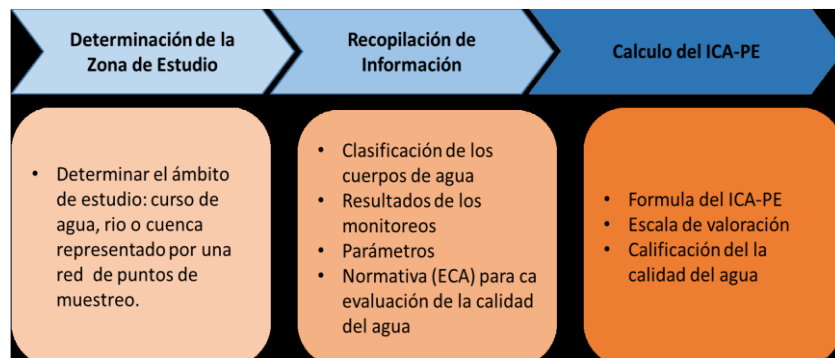 Determinación de la
Zona de Estudio
Recopilación de
Información
Calculo del ICA-PE
• Determinar el ámbito
de estudio: curso de
agua, rio o cuenca
representado por una
red de puntos de
muestreo.
• Clasificación de los
cuerpos de agua
• Resultados de los
monitoreos
• Parámetros
• Normativa (ECA) para ca
evaluación de la calidad
del agua
• Formula del ICA-PE
• Escala de valoración
• Calificación del la
calidad del agua